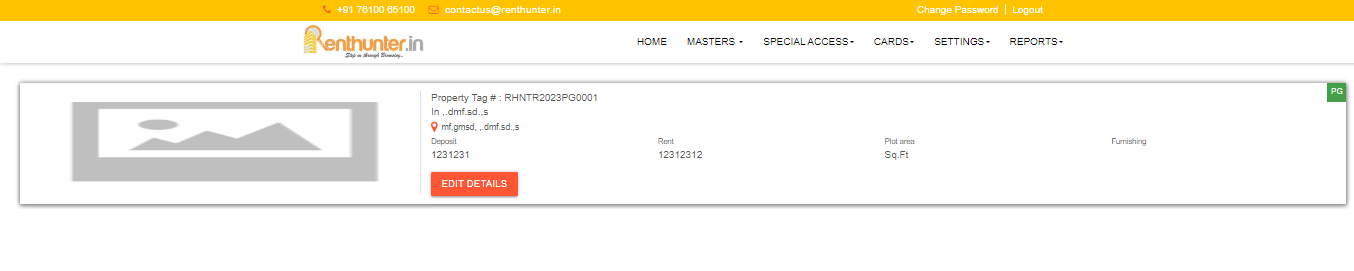 +91 76100 65100 contactus@renthunter.in Change Password Logout
Renthunter.in
Step in through Browsing..
HOME MASTERS SPECIAL ACCESS CARDS SETTINGS REPORTS
PG
Property Tag # : RHNTR2023PG0001
In ,.dmf.sd.,s
mf,gmsd, ,.dmf.sd.,s
Deposit Rent Plot area Furnishing
1231231 12312312 Sq.Ft
EDIT DETAILS